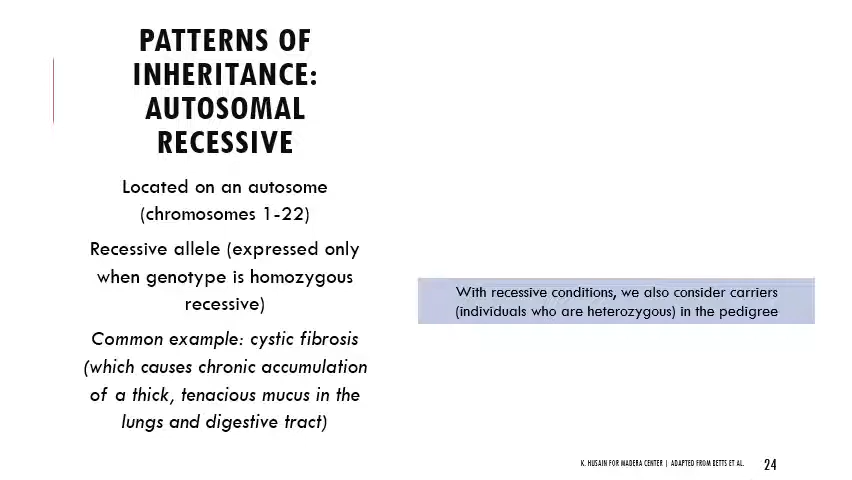 PATTERNS OF
INHERITANCE:
AUTOSOMAL
RECESSIVE
Located on an autosome
(chromosomes 1-22)
Recessive allele (expressed only
when genotype is homozygous
recessive)
Common example: cystic fibrosis
(which causes chronic accumulation
of a thick, tenacious mucus in the
lungs and digestive tract)
With recessive conditions, we also consider carriers
(individuals who are heterozygous) in the pedigree
K. HUSAIN FOR MADERA CENTER | ADAPTED FROM BETTS ET AL.
24